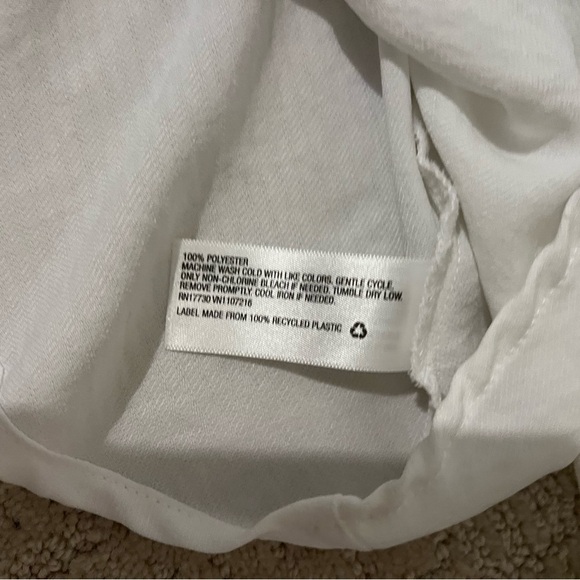 100% POLYESTER
MACHINE WASH COLD WITH LIKE COLORS. GENTLE CYCLE.
ONLY NON-CHLORINE BLEACH IF NEEDED. TUMBLE DRY LOW.
REMOVE PROMPTLY. COOL IRON IF NEEDED.
RN17730 VN1107216
LABEL MADE FROM 100% RECYCLED PLASTIC